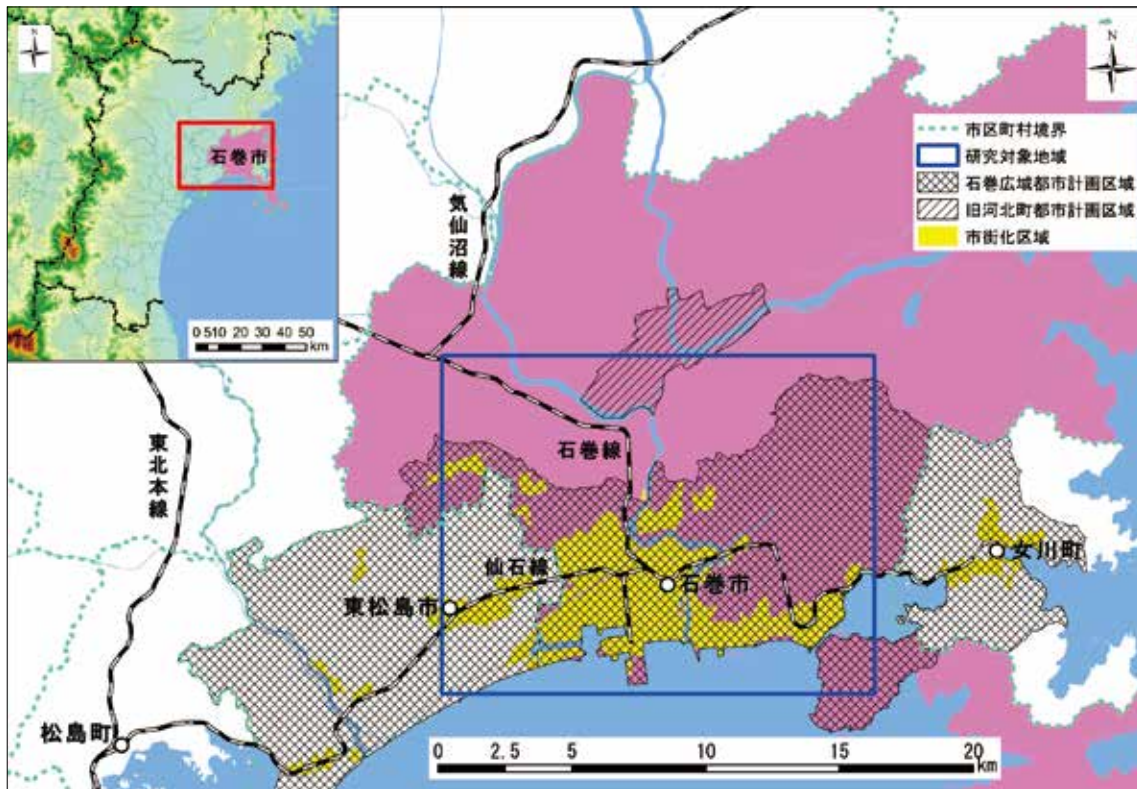 N
石巻市
0 510 20 30 40 50
km
N
市区町村境界
研究対象地域
石巻広域都市計画区域
旧河北町都市計画区域
市街化区域
気仙沼線
東北本線
石巻線
仙石線
石巻市
女川町
東松島市
松島町
0 2.5 5 10 15 20
km